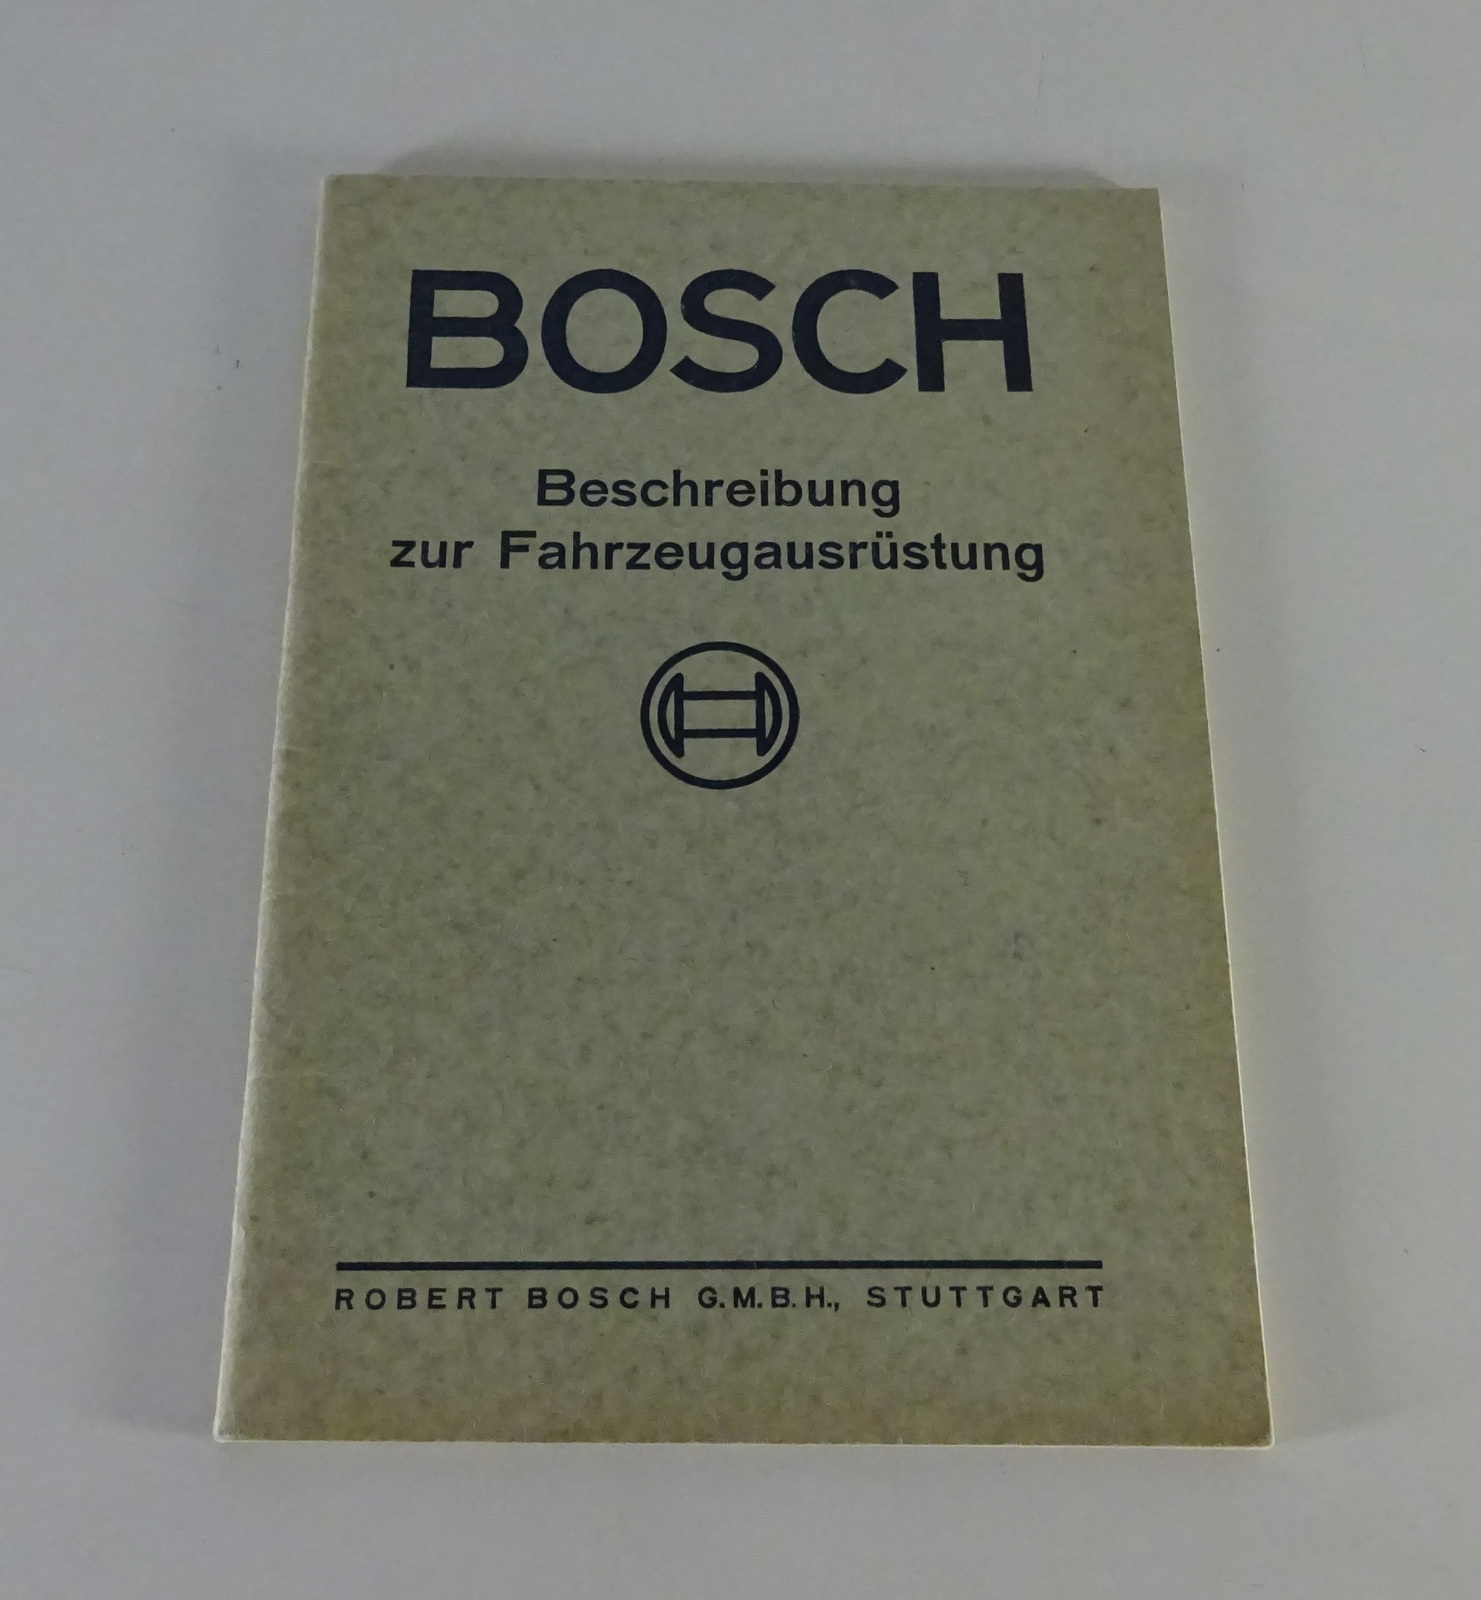 BOSCH
Beschreibung
zur Fahrzeugausrüstung
ROBERT BOSCH G.M.B.H., STUTTGART